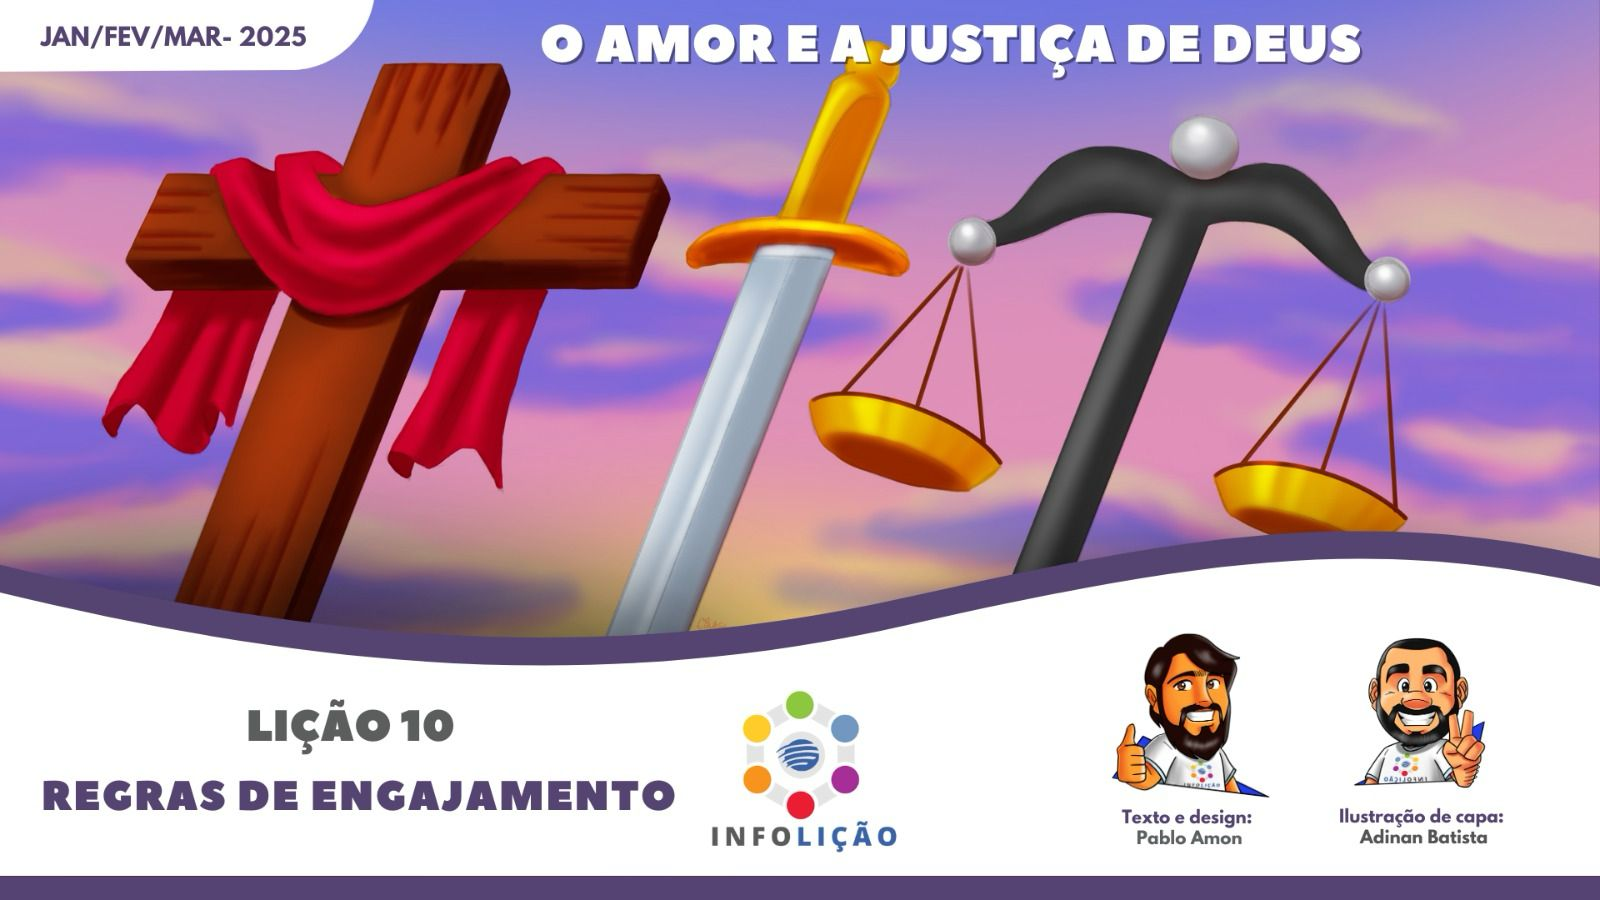 JAN/FEV/MAR- 2025
O AMOR E A JUSTIÇA DE DEUS
LIÇÃO 10
REGRAS DE ENGAJAMENTO
INFOLIÇÃO
Texto e design:
Pablo Amon
Ilustração de capa:
Adinan Batista